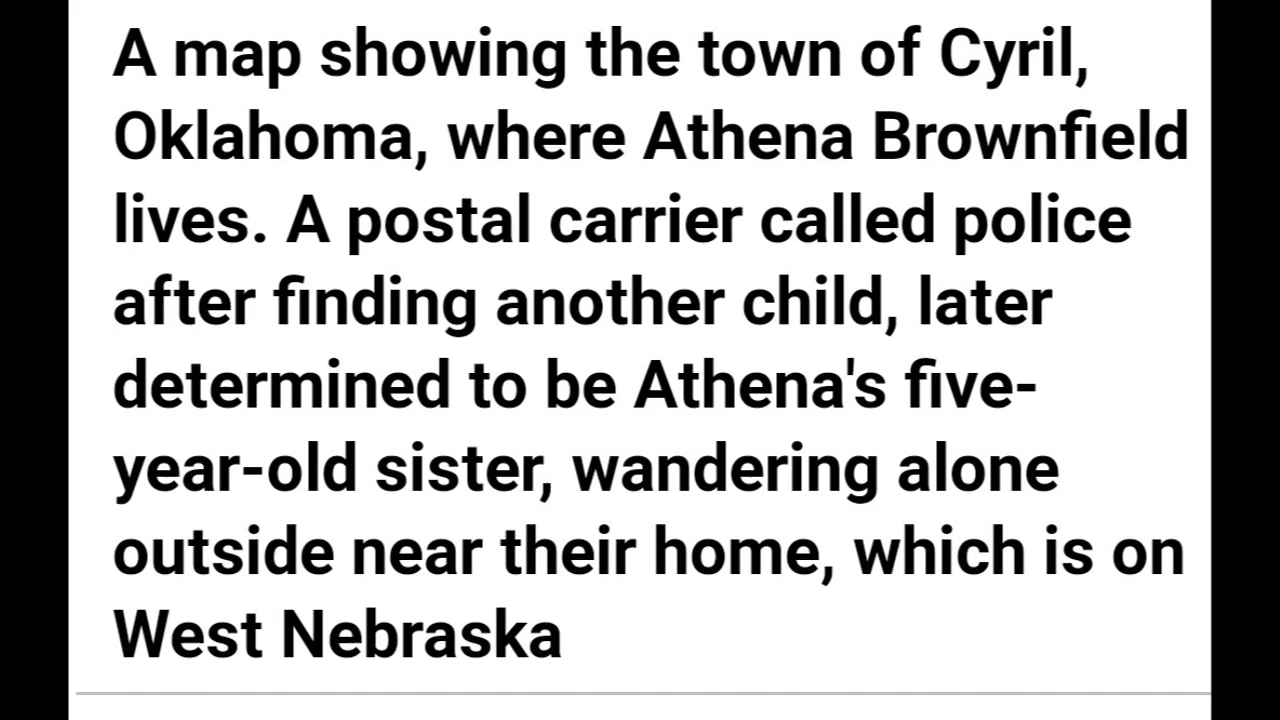 A map showing the town of Cyril,
Oklahoma, where Athena Brownfield
lives. A postal carrier called police
after finding another child, later
determined to be Athena's five-
year-old sister, wandering alone
outside near their home, which is on
West Nebraska